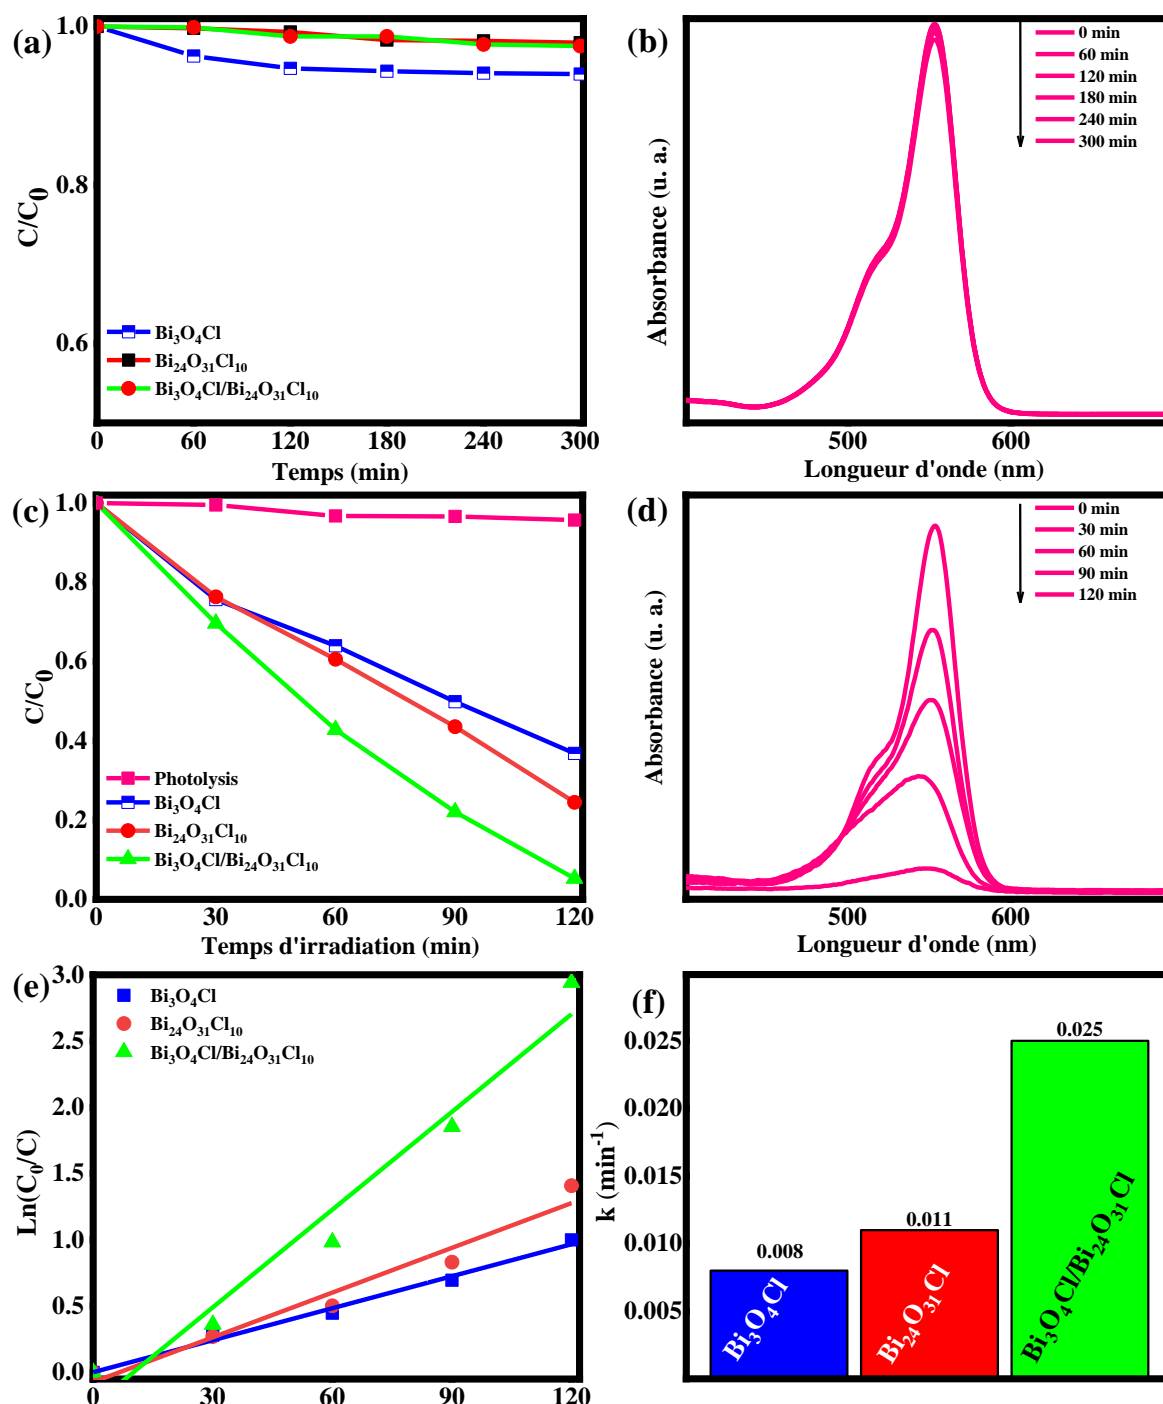 (a)
1.0
0.8
0.6
C/C₀
Bi₃O₄Cl
Bi₂₄O₃₁Cl₁₀
Bi₃O₄Cl/Bi₂₄O₃₁Cl₁₀
0 60 120 180 240 300
Temps (min)
(b)
0 min
60 min
120 min
180 min
240 min
300 min
Absorbance (u. a.)
500 600
Longueur d'onde (nm)
(c)
1.0
0.8
0.6
0.4
0.2
0.0
C/C₀
Photolysis
Bi₃O₄Cl
Bi₂₄O₃₁Cl₁₀
Bi₃O₄Cl/Bi₂₄O₃₁Cl₁₀
0 30 60 90 120
Temps d'irradiation (min)
(d)
0 min
30 min
60 min
90 min
120 min
Absorbance (u. a.)
500 600
Longueur d'onde (nm)
(e)
3.0
2.5
2.0
1.5
1.0
0.5
0.0
Ln(C₀/C)
Bi₃O₄Cl
Bi₂₄O₃₁Cl₁₀
Bi₃O₄Cl/Bi₂₄O₃₁Cl₁₀
0 30 60 90 120
(f)
0.025
0.020
0.015
0.010
0.005
k (min⁻¹)
0.008
0.011
0.025
Bi₃O₄Cl
Bi₂₄O₃₁Cl
Bi₃O₄Cl/Bi₂₄O₃₁Cl